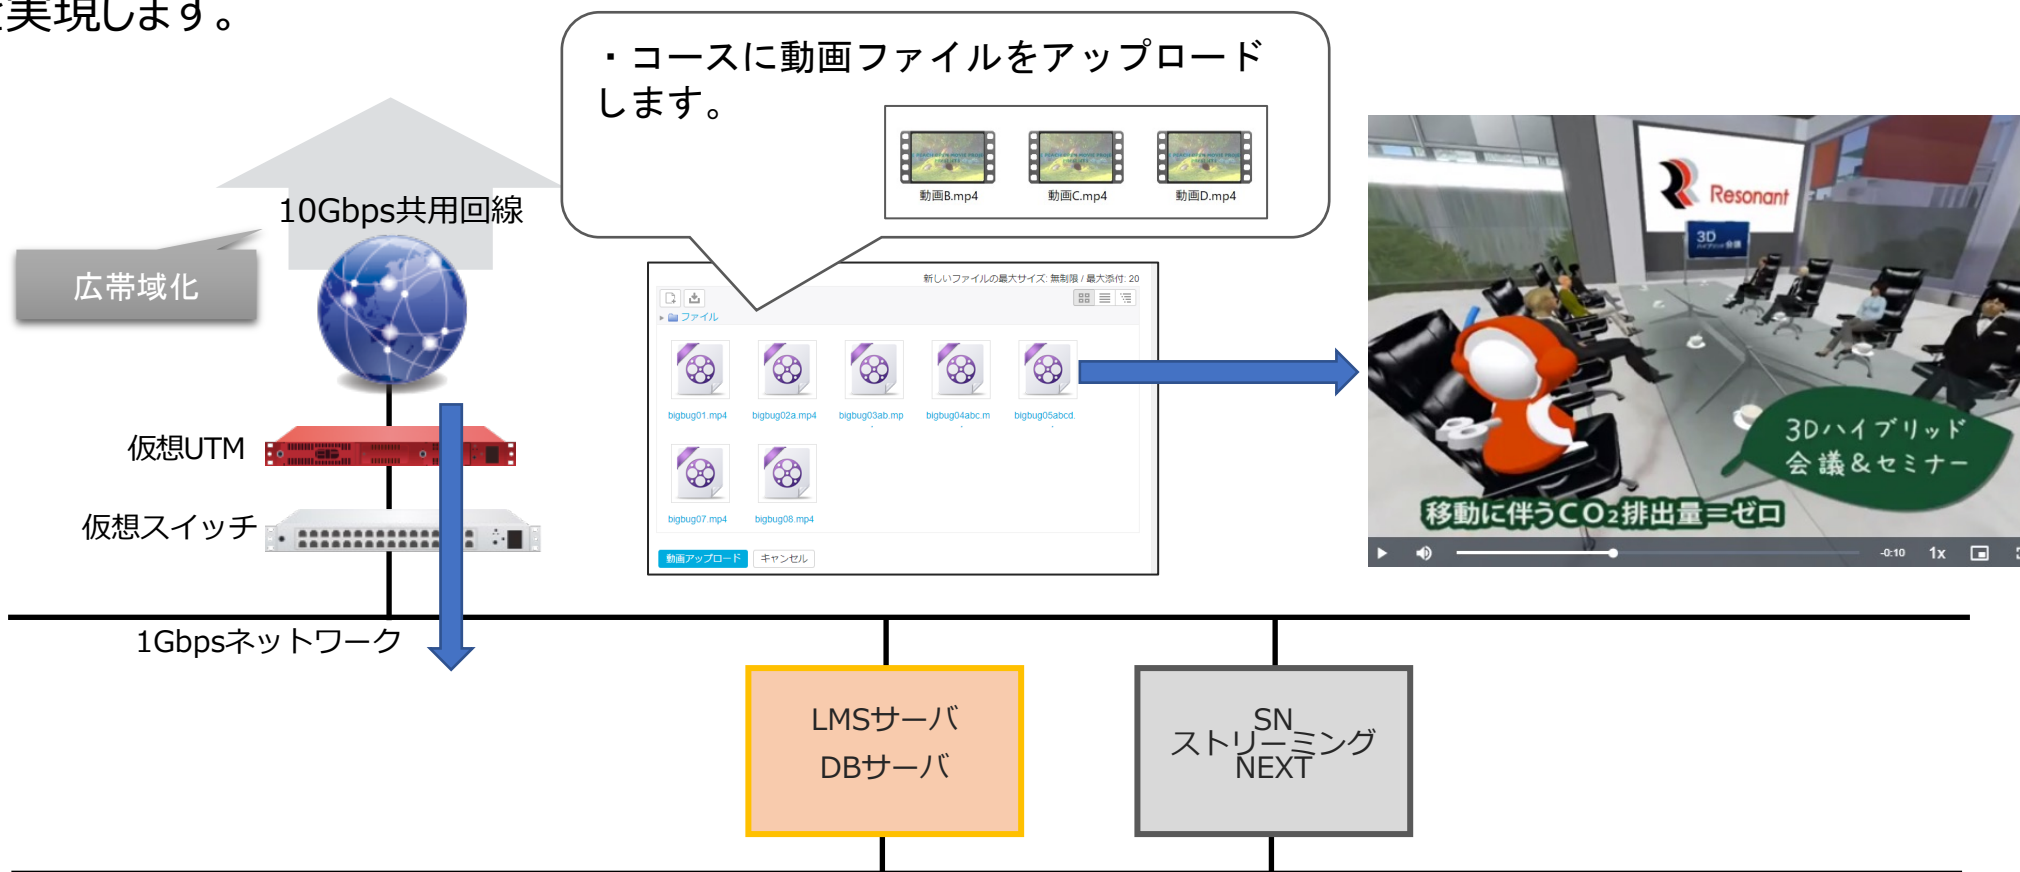 実現します。
・コースに動画ファイルをアップロード
します。
動画B.mp4
動画C.mp4
動画D.mp4
10Gbps共用回線
広帯域化
仮想UTM
仮想スイッチ
1Gbpsネットワーク
新しいファイルの最大サイズ: 無制限 / 最大添付: 20
ファイル
bigbug01.mp4
bigbug02a.mp4
bigbug03ab.mp
bigbug04abc.m
bigbug05abcd.
bigbug07.mp4
bigbug08.mp4
動画アップロード
キャンセル
Resonant
3D
ハイブリッド会議
3Dハイブリッド
会議&セミナー
移動に伴うCO₂排出量=ゼロ
-0:10
1x
LMSサーバ
DBサーバ
SN
ストリーミング
NEXT